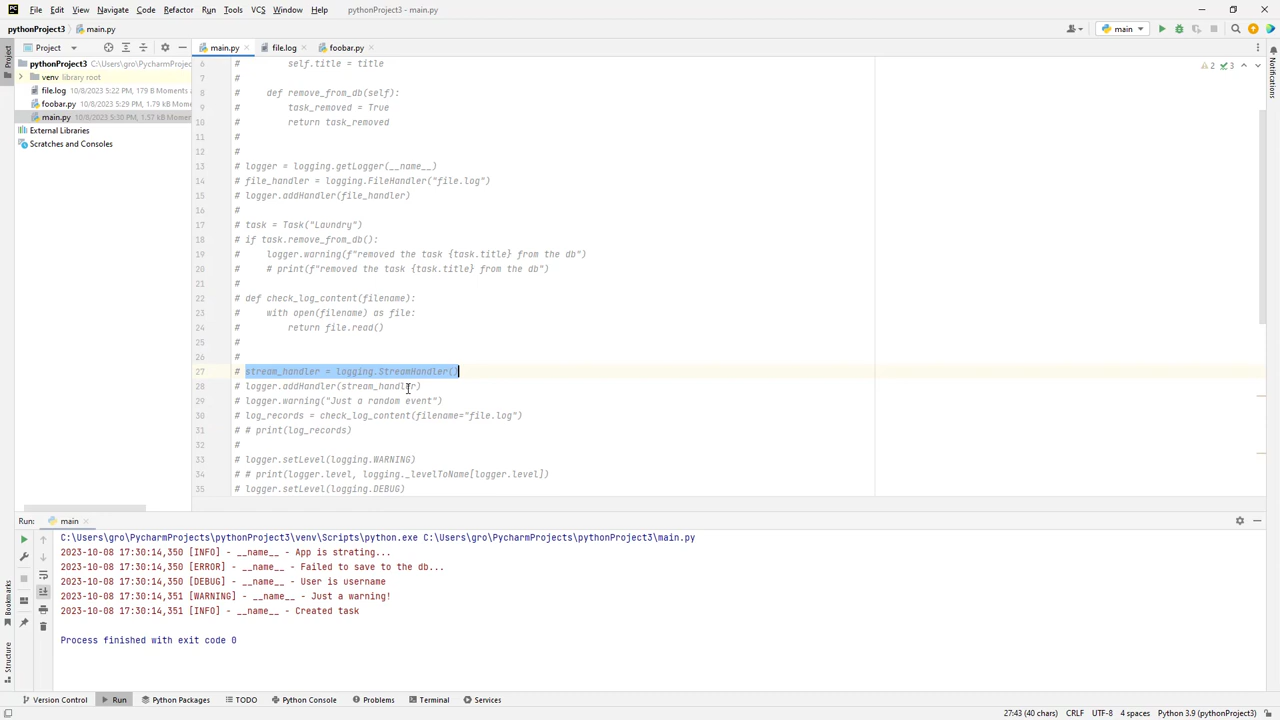 File Edit View Navigate Code Refactor Run Tools VCS Window Help pythonProject3 - main.py
pythonProject3 main.py main
Project main.py file.log foobar.py
pythonProject3 C:\Users\gro\PycharmProjec
venv library root
file.log 10/8/2023 5:22 PM, 179 B Moments
foobar.py 10/8/2023 5:29 PM, 1.79 kB Mome
main.py 10/8/2023 5:30 PM, 1.57 kB Momer
External Libraries
Scratches and Consoles
Project
Notifications
2 3
6 # self.title = title
7 #
8 # def remove_from_db(self):
9 # task_removed = True
10 # return task_removed
11 #
12 #
13 # logger = logging.getLogger(__name__)
14 # file_handler = logging.FileHandler("file.log")
15 # logger.addHandler(file_handler)
16 #
17 # task = Task("Laundry")
18 # if task.remove_from_db():
19 # logger.warning(f"removed the task {task.title} from the db")
20 # # print(f"removed the task {task.title} from the db")
21 #
22 # def check_log_content(filename):
23 # with open(filename) as file:
24 # return file.read()
25 #
26 #
27 # stream_handler = logging.StreamHandler()
28 # logger.addHandler(stream_handler)
29 # logger.warning("Just a random event")
30 # log_records = check_log_content(filename="file.log")
31 # # print(log_records)
32 #
33 # logger.setLevel(logging.WARNING)
34 # # print(logger.level, logging._levelToName[logger.level])
35 # logger.setLevel(logging.DEBUG)
Run: main
C:\Users\gro\PycharmProjects\pythonProject3\venv\Scripts\python.exe C:\Users\gro\PycharmProjects\pythonProject3\main.py
2023-10-08 17:30:14,350 [INFO] - __name__ - App is strating...
2023-10-08 17:30:14,350 [ERROR] - __name__ - Failed to save to the db...
2023-10-08 17:30:14,350 [DEBUG] - __name__ - User is username
2023-10-08 17:30:14,351 [WARNING] - __name__ - Just a warning!
2023-10-08 17:30:14,351 [INFO] - __name__ - Created task
Process finished with exit code 0
Bookmarks
Structure
Version Control Run Python Packages TODO Python Console Problems Terminal Services
27:43 (40 chars) CRLF UTF-8 4 spaces Python 3.9 (pythonProject3)